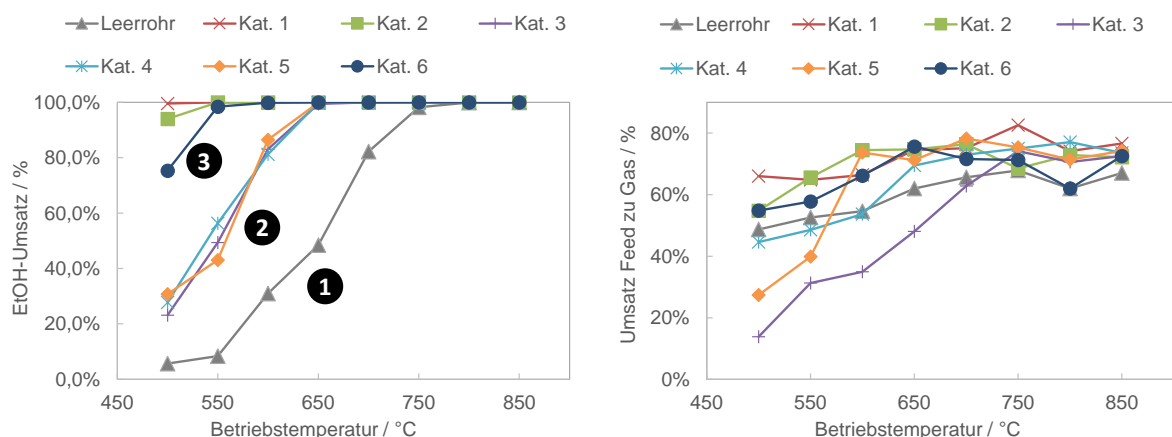 Leerrohr Kat. 1 Kat. 2 Kat. 3
Kat. 4 Kat. 5 Kat. 6
100,0%
80,0%
60,0%
40,0%
20,0%
0,0%
EtOH-Umsatz / %
3
2
1
450 550 650 750 850
Betriebstemperatur / °C
Leerrohr Kat. 1 Kat. 2 Kat. 3
Kat. 4 Kat. 5 Kat. 6
80%
60%
40%
20%
0%
Umsatz Feed zu Gas / %
450 550 650 750 850
Betriebstemperatur / °C